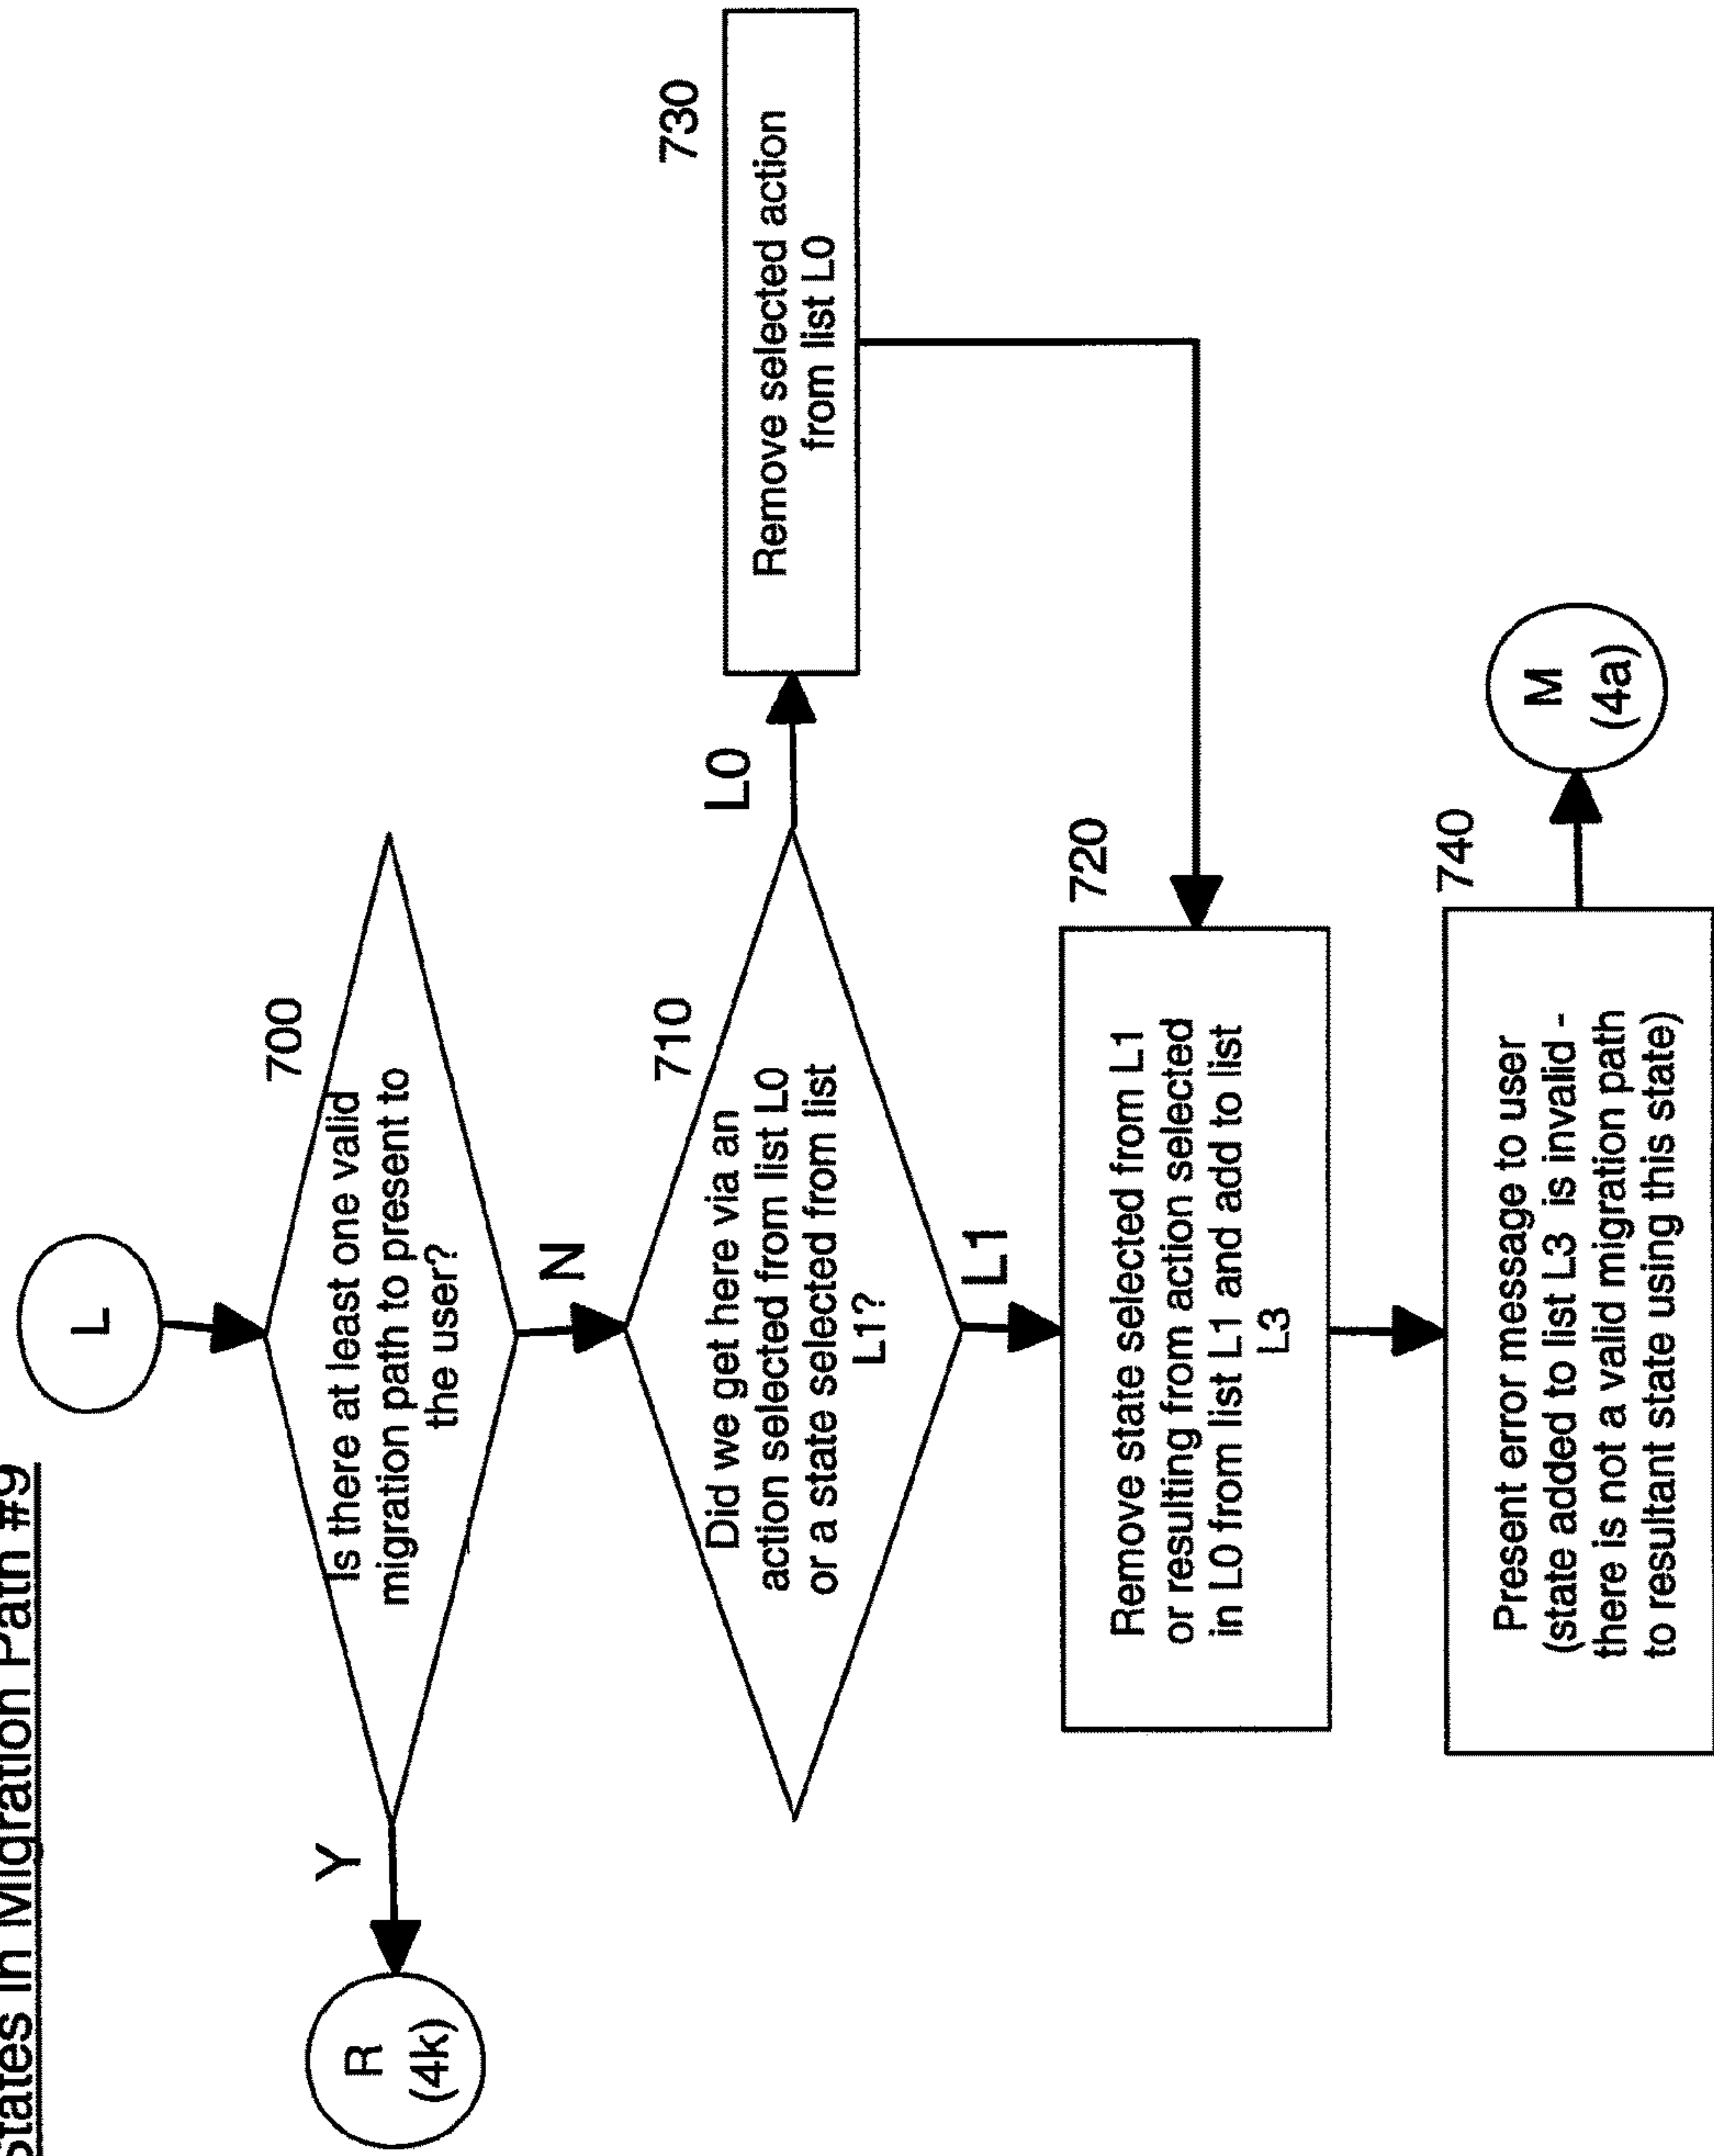 States in Migration Path #9
L
700
Is there at least one valid
migration path to present to
the user?
Y
R
(4k)
N
710
Did we get here via an
action selected from list L0
or a state selected from list
L1?
L0
730
Remove selected action
from list L0
L1
720
Remove state selected from L1
or resulting from action selected
in L0 from list L1 and add to list
L3
740
Present error message to user
(state added to list L3 is invalid -
there is not a valid migration path
to resultant state using this state)
M
(4a)